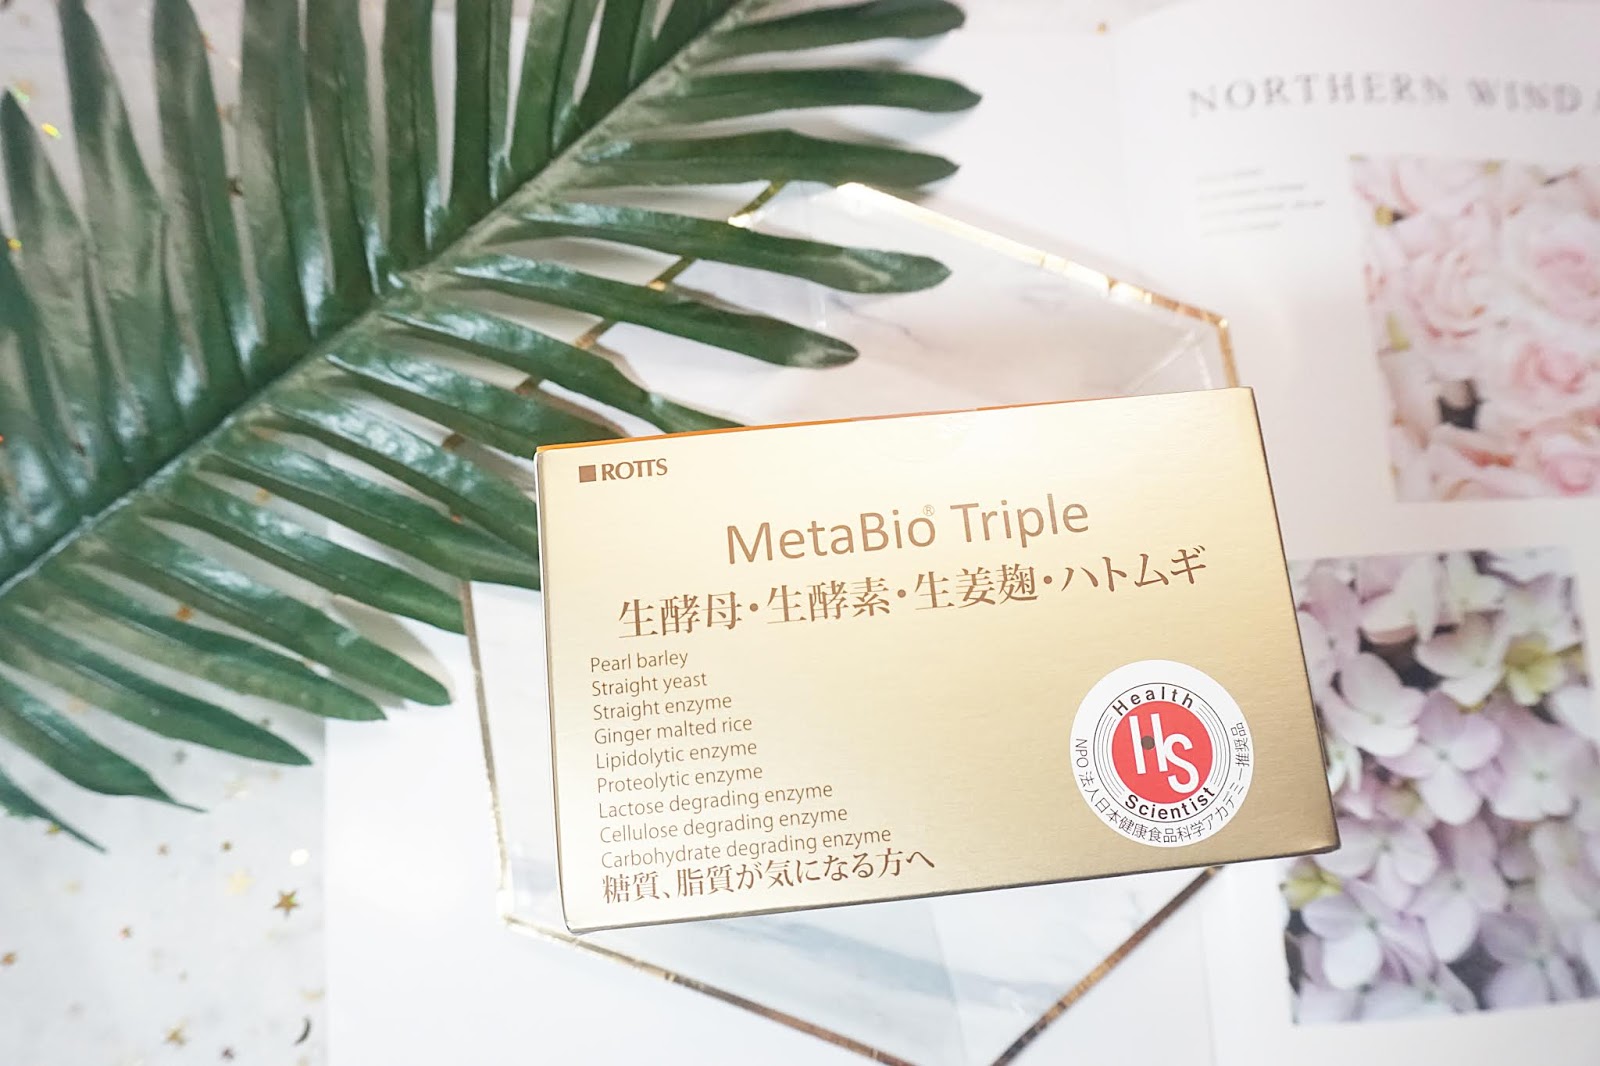 NORTHERN WIND
ROTTS
MetaBio® Triple
生酵母・生酵素・生姜麹・ハトムギ
Pearl barley
Straight yeast
Straight enzyme
Ginger malted rice
Lipidolytic enzyme
Proteolytic enzyme
Lactose degrading enzyme
Cellulose degrading enzyme
Carbohydrate degrading enzyme
糖質、脂質が気になる方へ
Health
HS
Scientist
NPO法人日本健康食品科学アカデミー推奨品